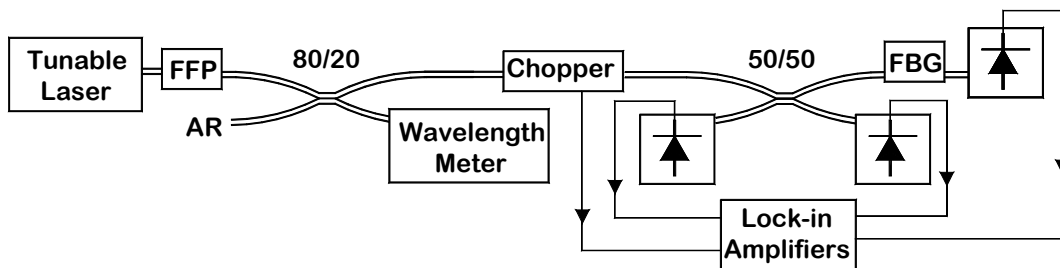 Tunable
Laser
FFP
80/20
AR
Wavelength
Meter
Chopper
50/50
FBG
Lock-in
Amplifiers